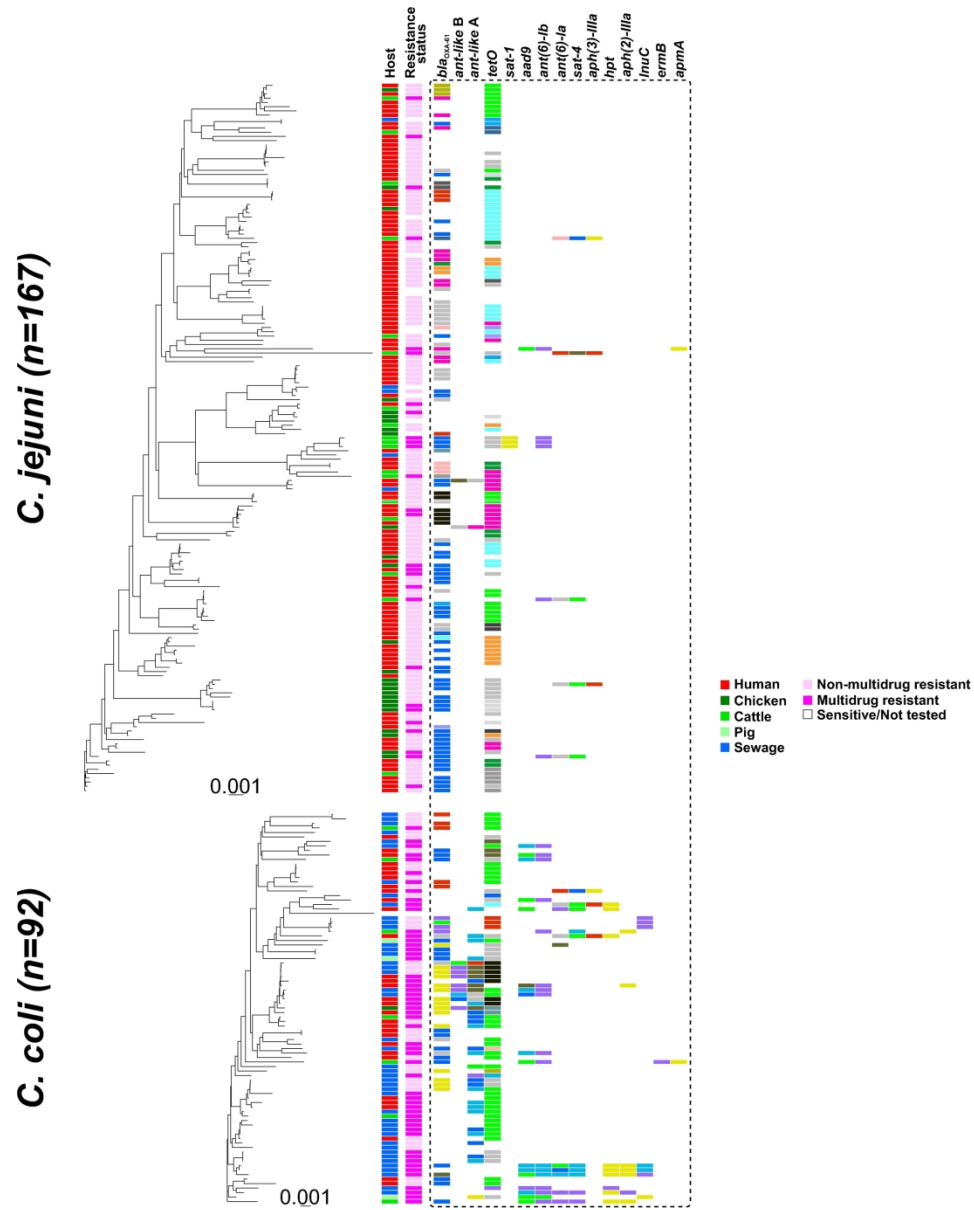 Host
Resistance
status
blaOXA-61
ant-like B
ant-like A
tetO
sat-1
aad9
ant(6)-Ib
ant(6)-Ia
sat-4
aph(3)-IIIa
hpt
aph(2)-IIIa
lnuC
ermB
apmA
C. jejuni (n=167)
0.001
Human
Chicken
Cattle
Pig
Sewage
Non-multidrug resistant
Multidrug resistant
Sensitive/Not tested
C. coli (n=92)
0.001